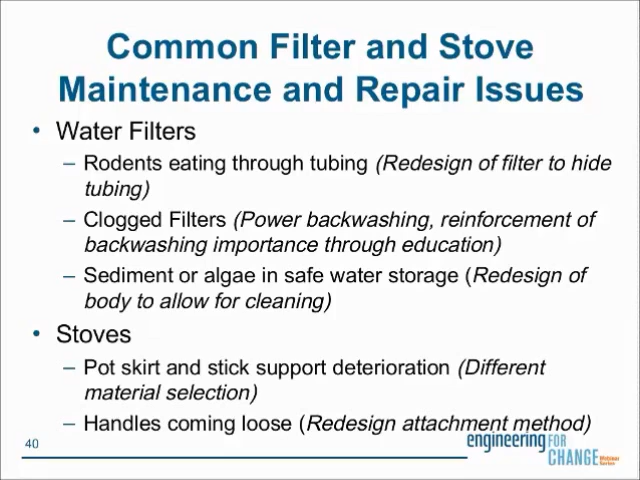 Common Filter and Stove
Maintenance and Repair Issues
• Water Filters
– Rodents eating through tubing (Redesign of filter to hide
tubing)
– Clogged Filters (Power backwashing, reinforcement of
backwashing importance through education)
– Sediment or algae in safe water storage (Redesign of
body to allow for cleaning)
• Stoves
– Pot skirt and stick support deterioration (Different
material selection)
– Handles coming loose (Redesign attachment method)
40
engineering FOR
CHANGE Webinar
Series